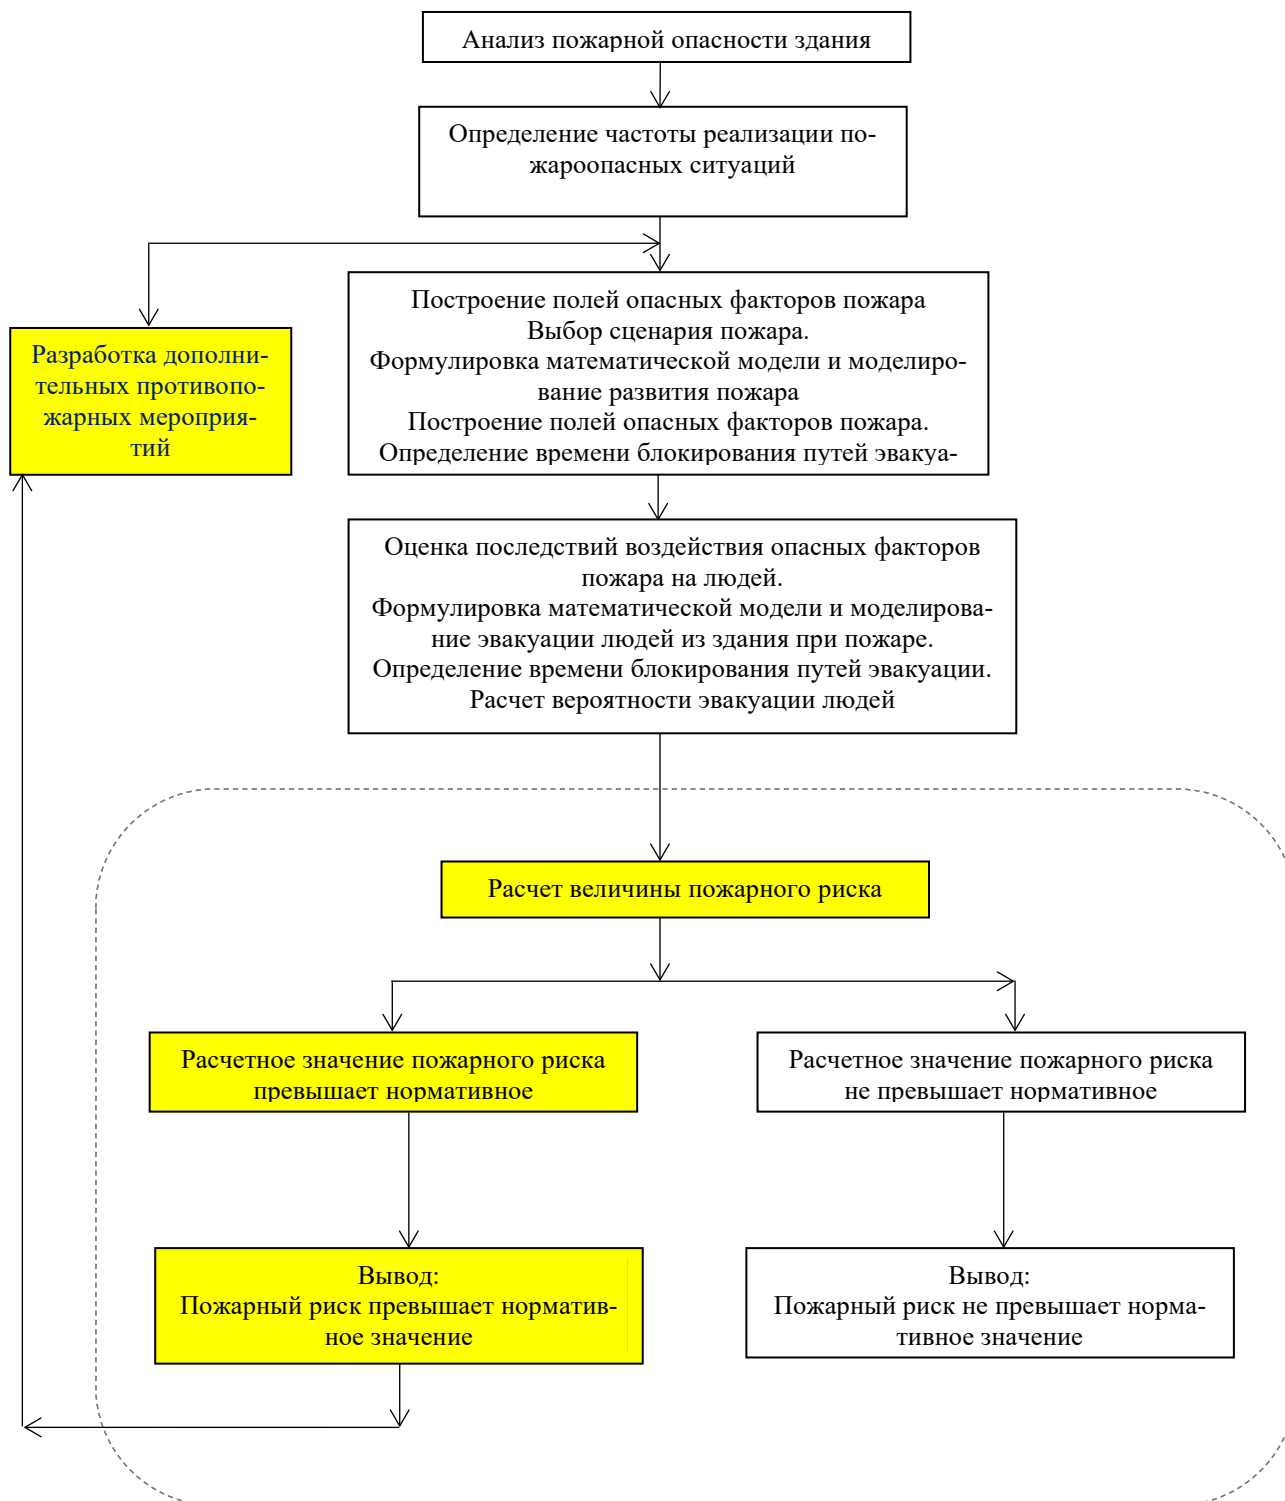 Анализ пожарной опасности здания
Определение частоты реализации по-
жароопасных ситуаций
Построение полей опасных факторов пожара
Выбор сценария пожара.
Формулировка математической модели и моделиро-
вание развития пожара
Построение полей опасных факторов пожара.
Определение времени блокирования путей эвакуа-
Разработка дополни-
тельных противопо-
жарных мероприя-
тий
Оценка последствий воздействия опасных факторов
пожара на людей.
Формулировка математической модели и моделирова-
ние эвакуации людей из здания при пожаре.
Определение времени блокирования путей эвакуации.
Расчет вероятности эвакуации людей
Расчет величины пожарного риска
Расчетное значение пожарного риска
превышает нормативное
Расчетное значение пожарного риска
не превышает нормативное
Вывод:
Пожарный риск превышает норматив-
ное значение
Вывод:
Пожарный риск не превышает норма-
тивное значение